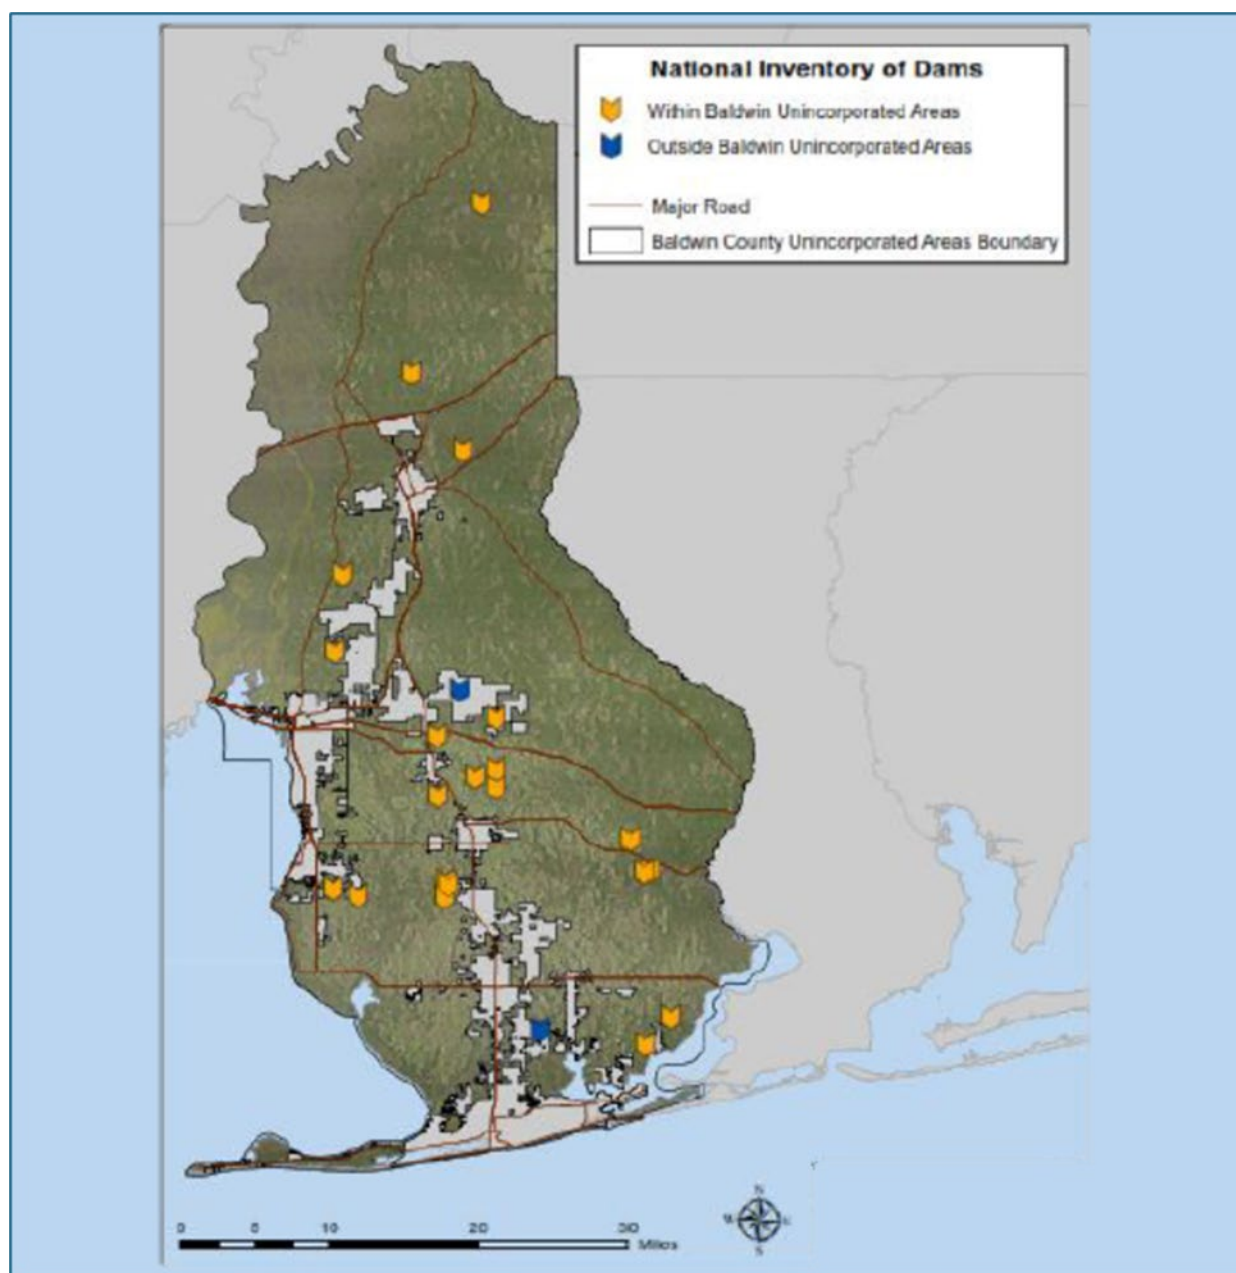 National Inventory of Dams
Within Baldwin Unincorporated Areas
Outside Baldwin Unincorporated Areas
Major Road
Baldwin County Unincorporated Areas Boundary
N
W E
S
0 5 10 20 30
Miles